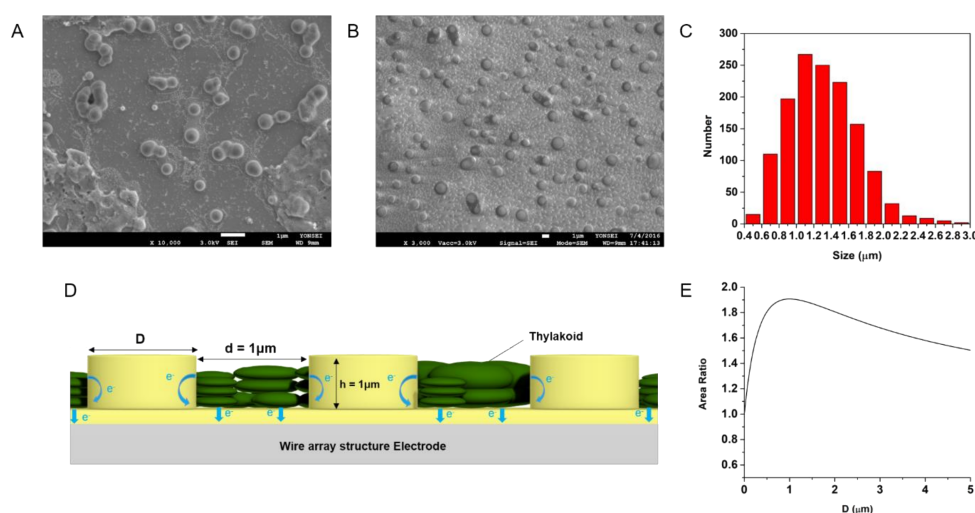 A
X 10,000 3.0kV SEI SEM
1μm YONSEI
WD 9mm
B
X 3,000 Vacc=3.0kV Signal=SEI Mode=SEM
1μm 7/4/2016
WD=9mm 17:41:13
C
300
250
200
150
100
50
0
Number
0.4 0.6 0.8 1.0 1.2 1.4 1.6 1.8 2.0 2.2 2.4 2.6 2.8 3.0
Size (μm)
D
D
d = 1μm
Thylakoid
h = 1μm
e-
e-
e-
e-
e-
e-
e-
e-
Wire array structure Electrode
E
2.0
1.8
1.6
1.4
1.2
1.0
0.8
0.6
Area Ratio
0 1 2 3 4 5
D (μm)